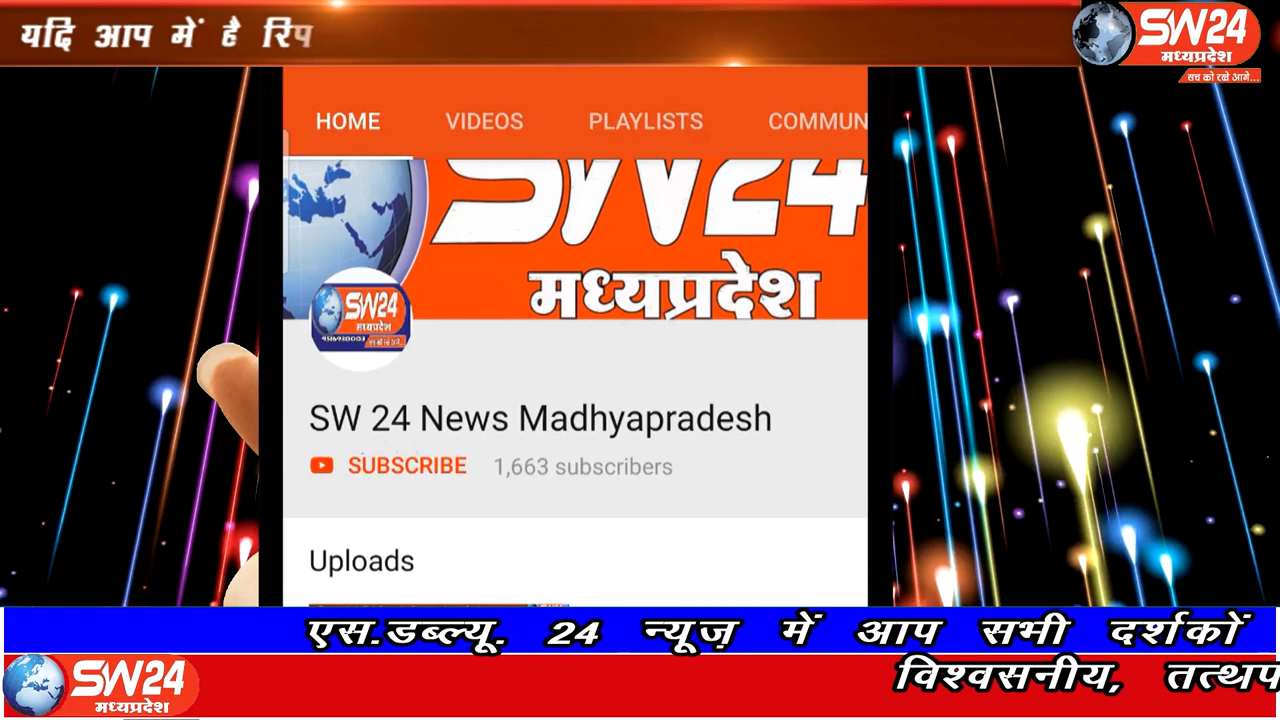 यदि आप में है रिप
SW24
मध्यप्रदेश
सच को रखे आगे...
HOME VIDEOS PLAYLISTS COMMUN
SW24
मध्यप्रदेश
SW24
मध्यप्रदेश
SW 24 News Madhyapradesh
SUBSCRIBE 1,663 subscribers
Uploads
एस.डब्ल्यू. 24 न्यूज़ में आप सभी दर्शकों
विश्वसनीय, तत्थप
SW24
मध्यप्रदेश